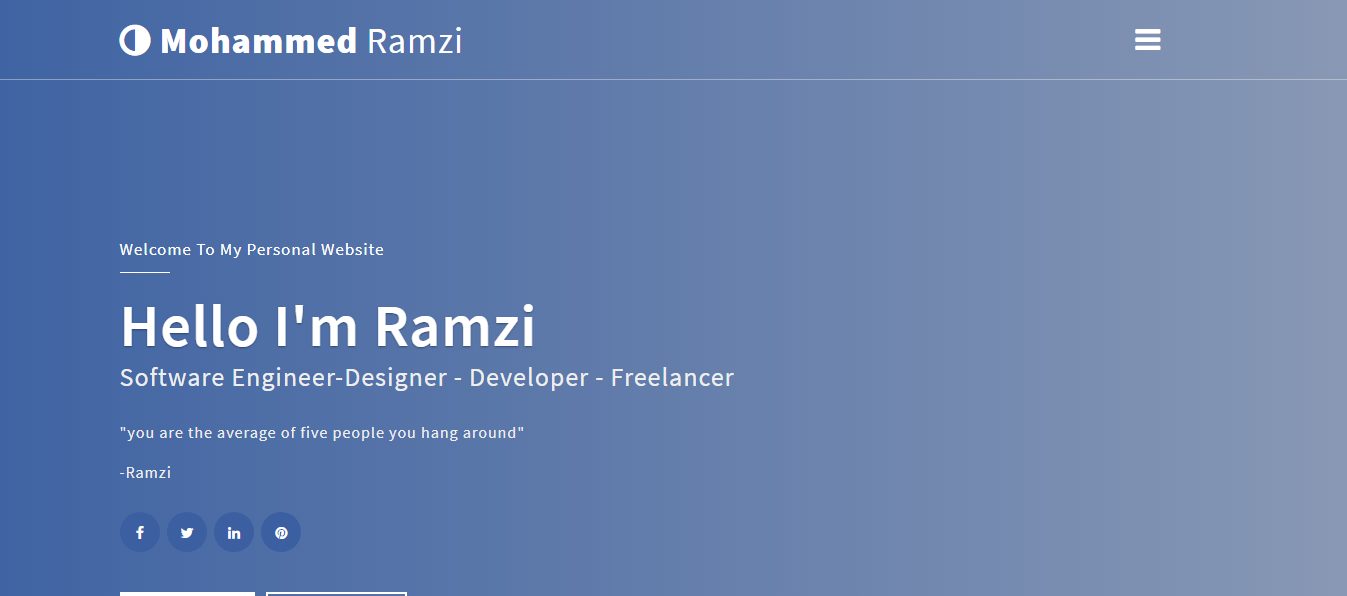 Mohammed Ramzi
Welcome To My Personal Website
Hello I'm Ramzi
Software Engineer-Designer - Developer - Freelancer
"you are the average of five people you hang around"
-Ramzi